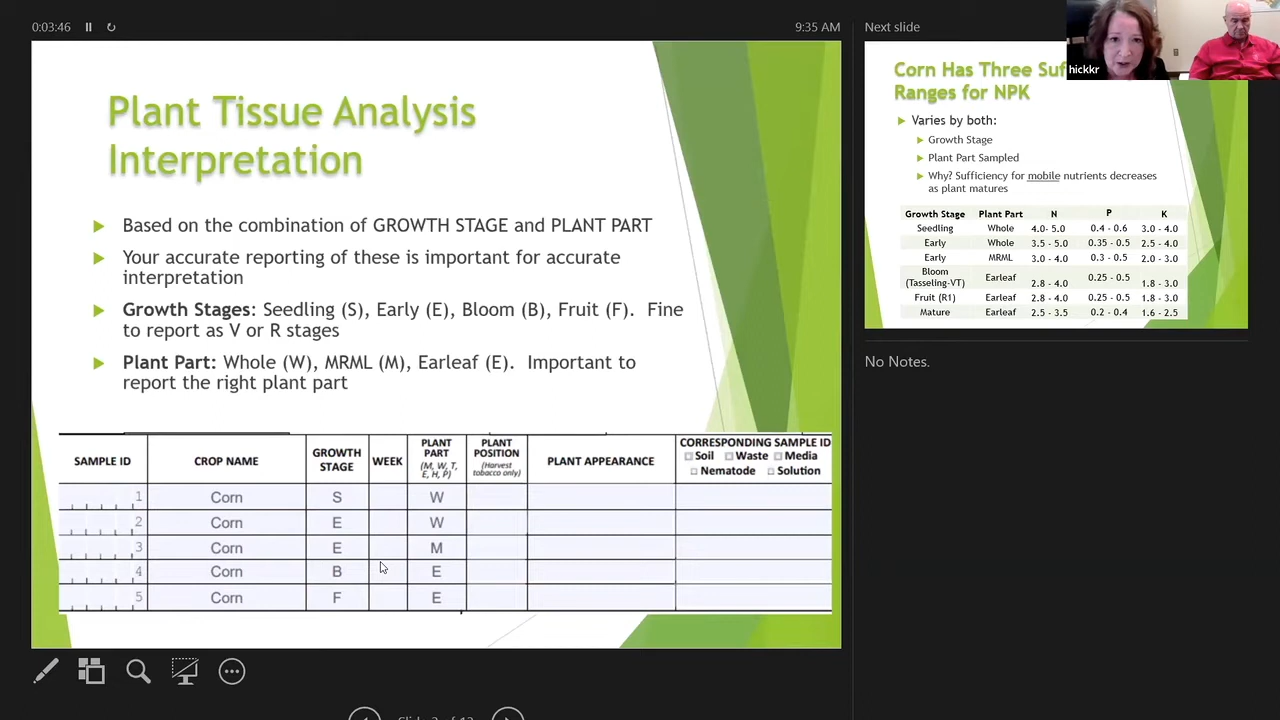 0:03:46
9:35 AM
Plant Tissue Analysis
Interpretation
Based on the combination of GROWTH STAGE and PLANT PART
Your accurate reporting of these is important for accurate
interpretation
Growth Stages: Seedling (S), Early (E), Bloom (B), Fruit (F). Fine
to report as V or R stages
Plant Part: Whole (W), MRML (M), Earleaf (E). Important to
report the right plant part
SAMPLE ID CROP NAME GROWTH STAGE WEEK PLANT PART (M, W, T, E, H, P) PLANT POSITION (Harvest tobacco only) PLANT APPEARANCE CORRESPONDING SAMPLE ID
Soil Waste Media
Nematode Solution
1 Corn S W
2 Corn E W
3 Corn E M
4 Corn B E
5 Corn F E
Next slide
hickkr
Corn Has Three
Ranges for NPK
Varies by both:
Growth Stage
Plant Part Sampled
Why? Sufficiency for mobile nutrients decreases
as plant matures
Growth Stage Plant Part N P K
Seedling Whole 4.0- 5.0 0.4 - 0.6 3.0 - 4.0
Early Whole 3.5 - 5.0 0.35 - 0.5 2.5 - 4.0
Early MRML 3.0 - 4.0 0.3 - 0.5 2.0 - 3.0
Bloom
(Tasseling-VT) Earleaf 2.8 - 4.0 0.25 - 0.5 1.8 - 3.0
Fruit (R1) Earleaf 2.8 - 4.0 0.25 - 0.5 1.8 - 3.0
Mature Earleaf 2.5 - 3.5 0.2 - 0.4 1.6 - 2.5
No Notes.